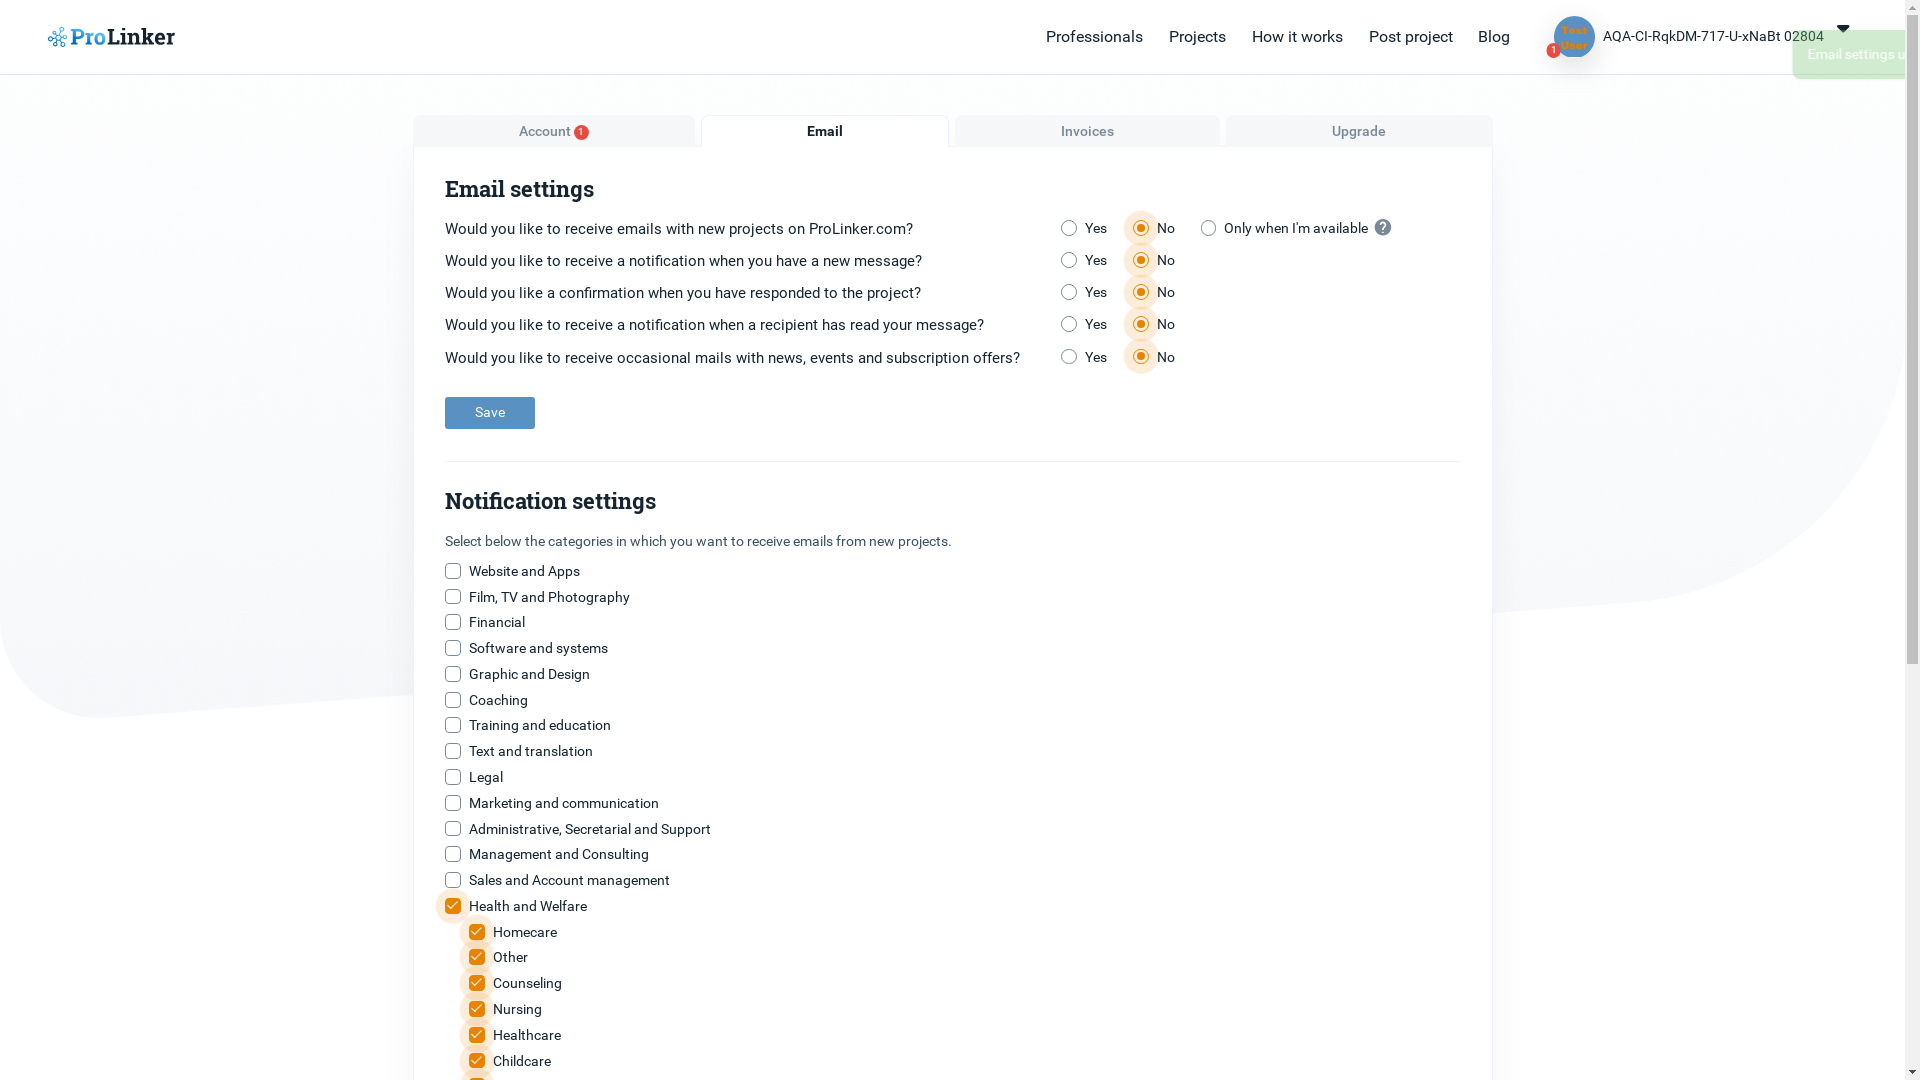 ProLinker
Professionals
Projects
How it works
Post project
Blog
Test
User
1
AQA-CI-RqkDM-717-U-xNaBt 02804
Email settings u
Account 1
Email
Invoices
Upgrade
Email settings
Would you like to receive emails with new projects on ProLinker.com? Yes No Only when I'm available ?
Would you like to receive a notification when you have a new message? Yes No
Would you like a confirmation when you have responded to the project? Yes No
Would you like to receive a notification when a recipient has read your message? Yes No
Would you like to receive occasional mails with news, events and subscription offers? Yes No
Save
Notification settings
Select below the categories in which you want to receive emails from new projects.
Website and Apps
Film, TV and Photography
Financial
Software and systems
Graphic and Design
Coaching
Training and education
Text and translation
Legal
Marketing and communication
Administrative, Secretarial and Support
Management and Consulting
Sales and Account management
Health and Welfare
Homecare
Other
Counseling
Nursing
Healthcare
Childcare